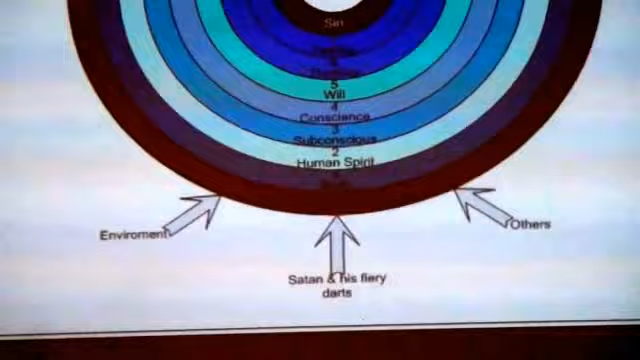 Sin
5
Will
4
Conscience
3
Subconscious
2
Human Spirit
Enviroment
Others
Satan & his fiery
darts